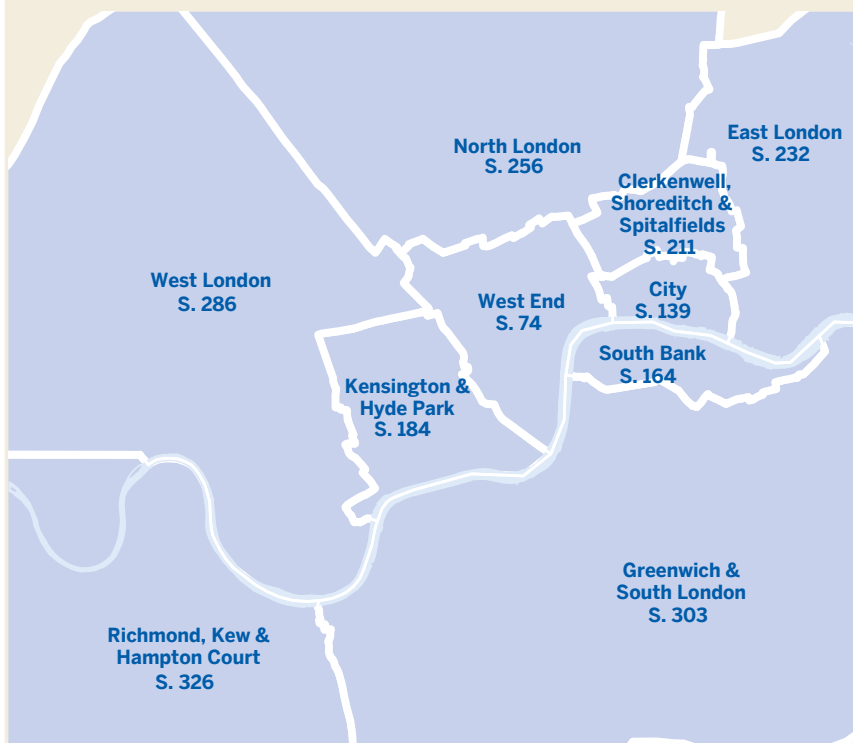 North London
S. 256
East London
S. 232
Clerkenwell,
Shoreditch &
Spitalfields
S. 211
West London
S. 286
West End
S. 74
City
S. 139
South Bank
S. 164
Kensington &
Hyde Park
S. 184
Greenwich &
South London
S. 303
Richmond, Kew &
Hampton Court
S. 326